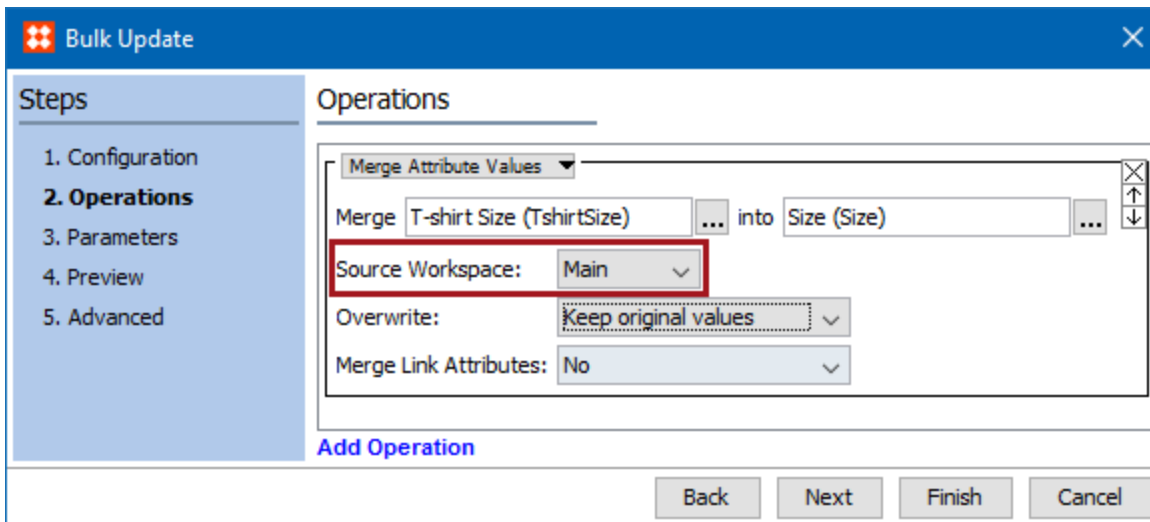 Bulk Update
Steps
1. Configuration
2. Operations
3. Parameters
4. Preview
5. Advanced
Operations
Merge Attribute Values
Merge T-shirt Size (TshirtSize) ... into Size (Size) ...
Source Workspace: Main
Overwrite: Keep original values
Merge Link Attributes: No
Add Operation
Back Next Finish Cancel